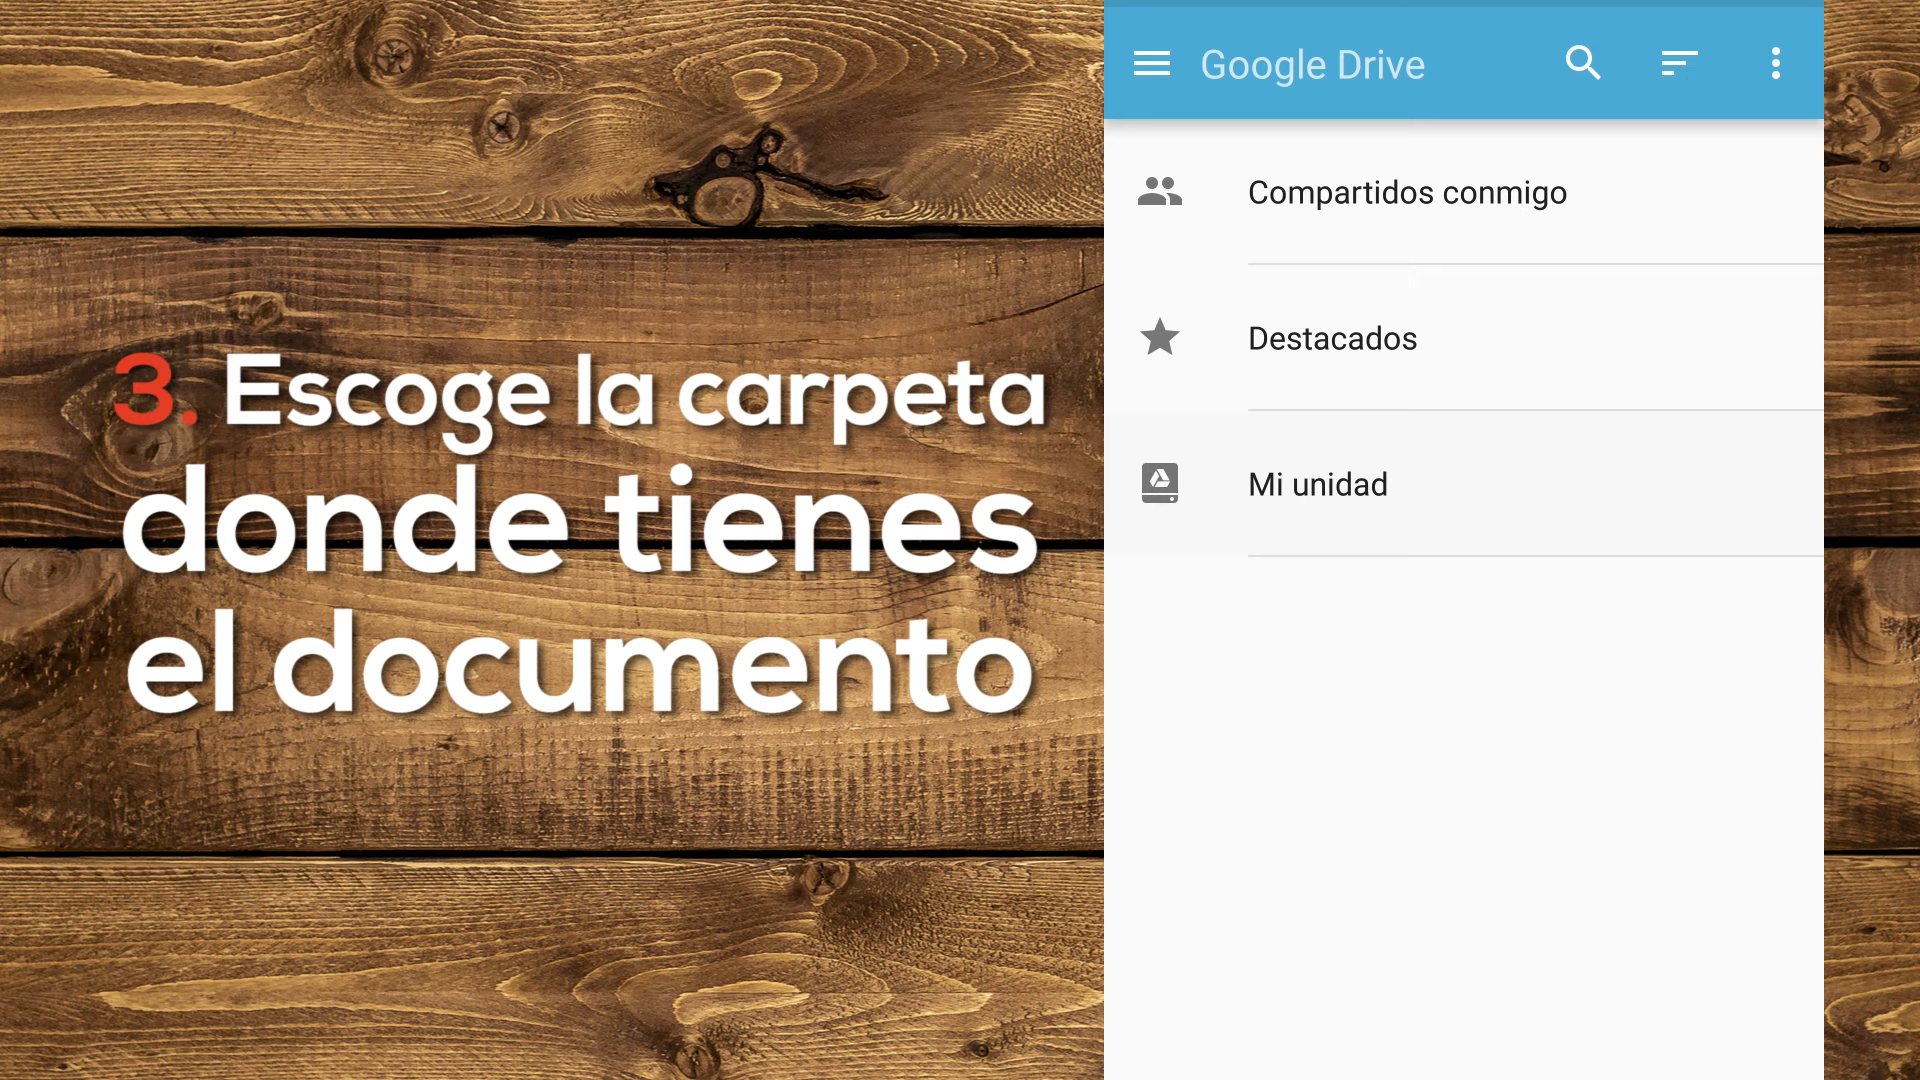 3. Escoge la carpeta
donde tienes
el documento
Google Drive
Compartidos conmigo
Destacados
Mi unidad